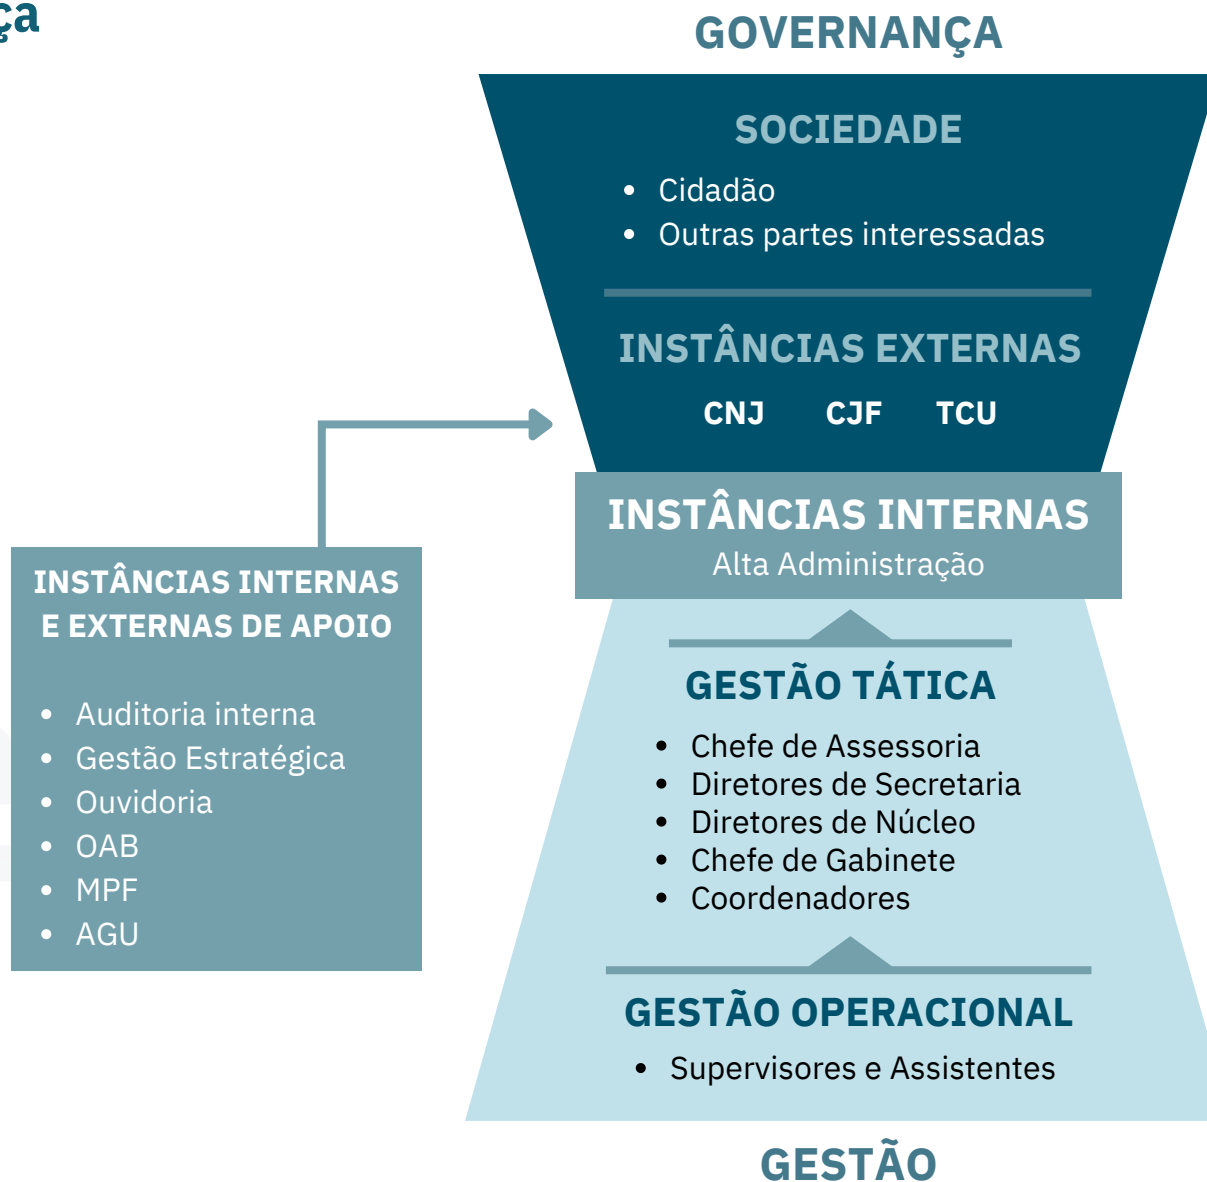 GOVERNANÇA
SOCIEDADE
• Cidadão
• Outras partes interessadas
INSTÂNCIAS EXTERNAS
CNJ CJF TCU
INSTÂNCIAS INTERNAS
Alta Administração
INSTÂNCIAS INTERNAS
E EXTERNAS DE APOIO
• Auditoria interna
• Gestão Estratégica
• Ouvidoria
• OAB
• MPF
• AGU
GESTÃO TÁTICA
• Chefe de Assessoria
• Diretores de Secretaria
• Diretores de Núcleo
• Chefe de Gabinete
• Coordenadores
GESTÃO OPERACIONAL
• Supervisores e Assistentes
GESTÃO